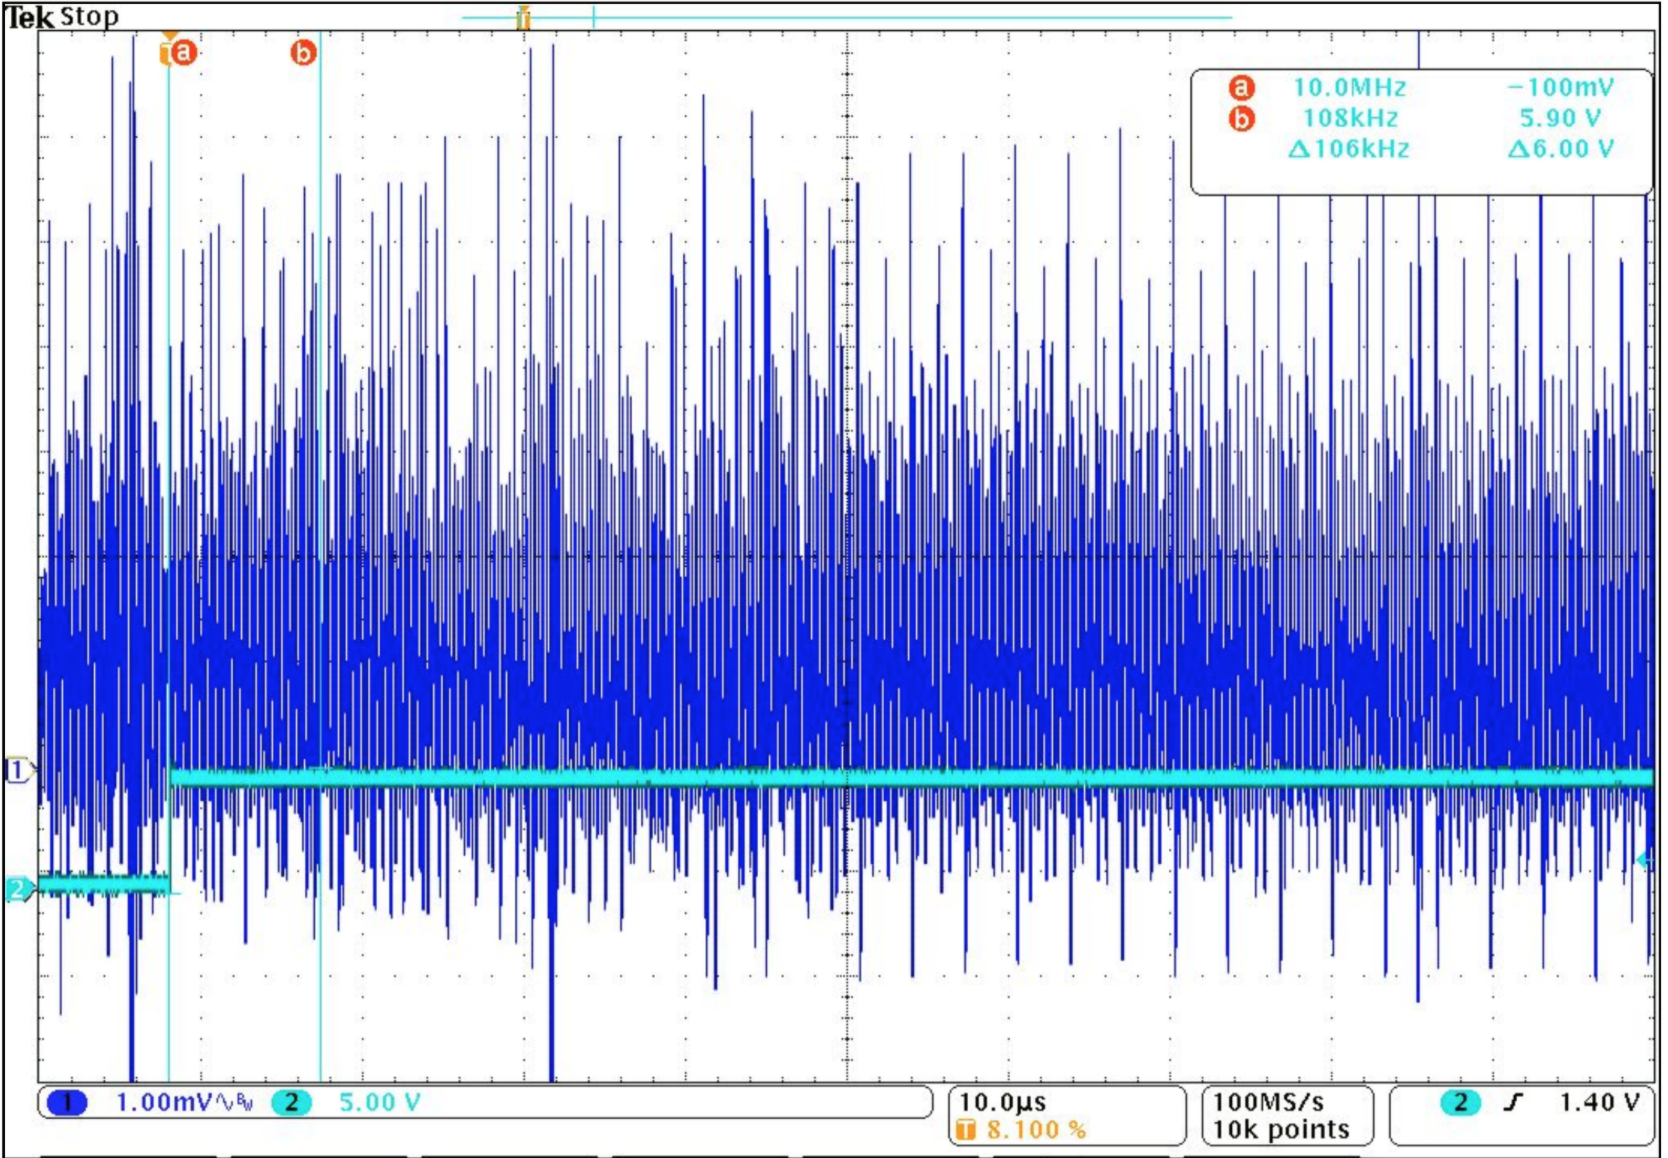 Tek Stop
T
T a b
a 10.0MHz −100mV
b 108kHz 5.90 V
Δ106kHz Δ6.00 V
1
2
1 1.00mV∿BW 2 5.00 V
10.0µs
T 8.100 %
100MS/s
10k points
2 ʃ 1.40 V